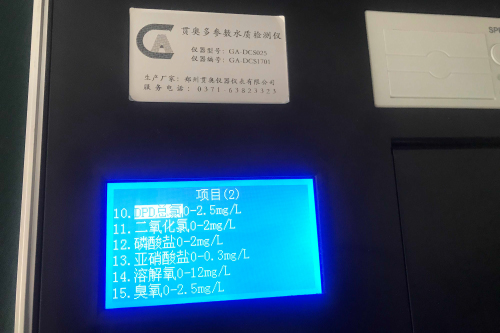 贯奥多参数水质检测仪
仪器型号: GA-DCS025
仪器编号: GA-DCS1701
生产厂家: 郑州贯奥仪器仪表有限公司
服务电话: 0371-63823323
项目(2)
10.DPD总氯0-2.5mg/L
11.二氧化氯0-2mg/L
12.磷酸盐0-2mg/L
13.亚硝酸盐0-0.3mg/L
14.溶解氧0-12mg/L
15.臭氧0-2.5mg/L